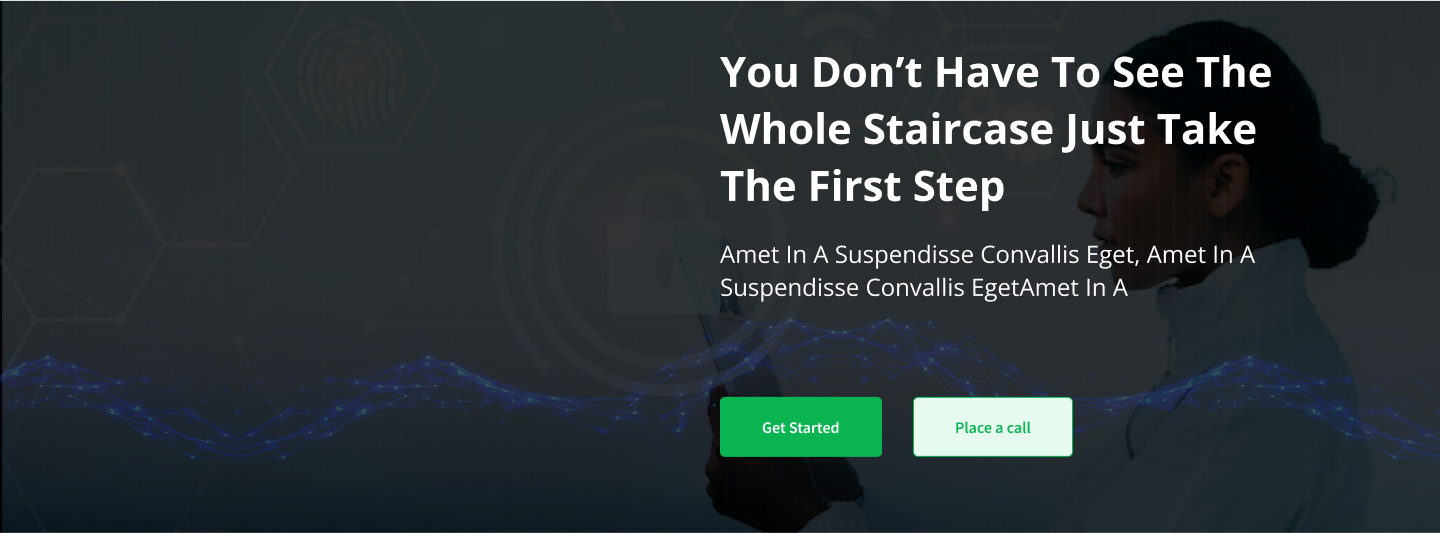 You Don’t Have To See The
Whole Staircase Just Take
The First Step
Amet In A Suspendisse Convallis Eget, Amet In A
Suspendisse Convallis EgetAmet In A
Get Started
Place a call